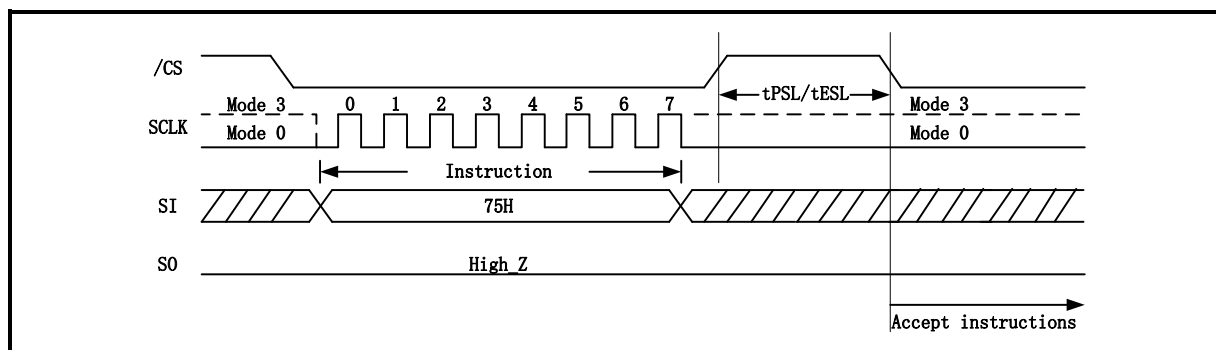 /CS
tPSL/tESL
Mode 3 0 1 2 3 4 5 6 7 Mode 3
SCLK
Mode 0 Mode 0
Instruction
SI 75H
SO High_Z
Accept instructions